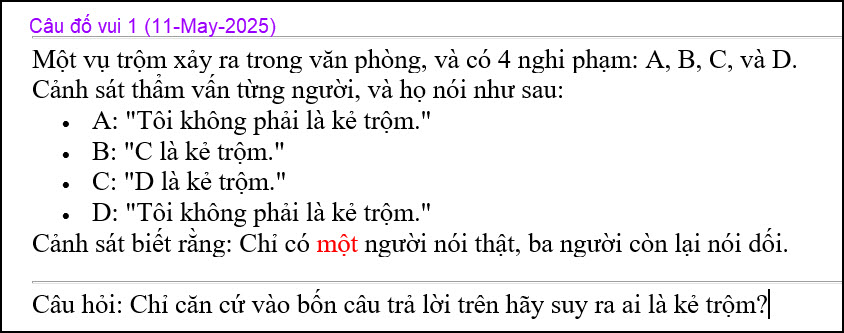 Câu đố vui 1 (11-May-2025)
Một vụ trộm xảy ra trong văn phòng, và có 4 nghi phạm: A, B, C, và D.
Cảnh sát thẩm vấn từng người, và họ nói như sau:
• A: "Tôi không phải là kẻ trộm."
• B: "C là kẻ trộm."
• C: "D là kẻ trộm."
• D: "Tôi không phải là kẻ trộm."
Cảnh sát biết rằng: Chỉ có một người nói thật, ba người còn lại nói dối.
Câu hỏi: Chỉ căn cứ vào bốn câu trả lời trên hãy suy ra ai là kẻ trộm?